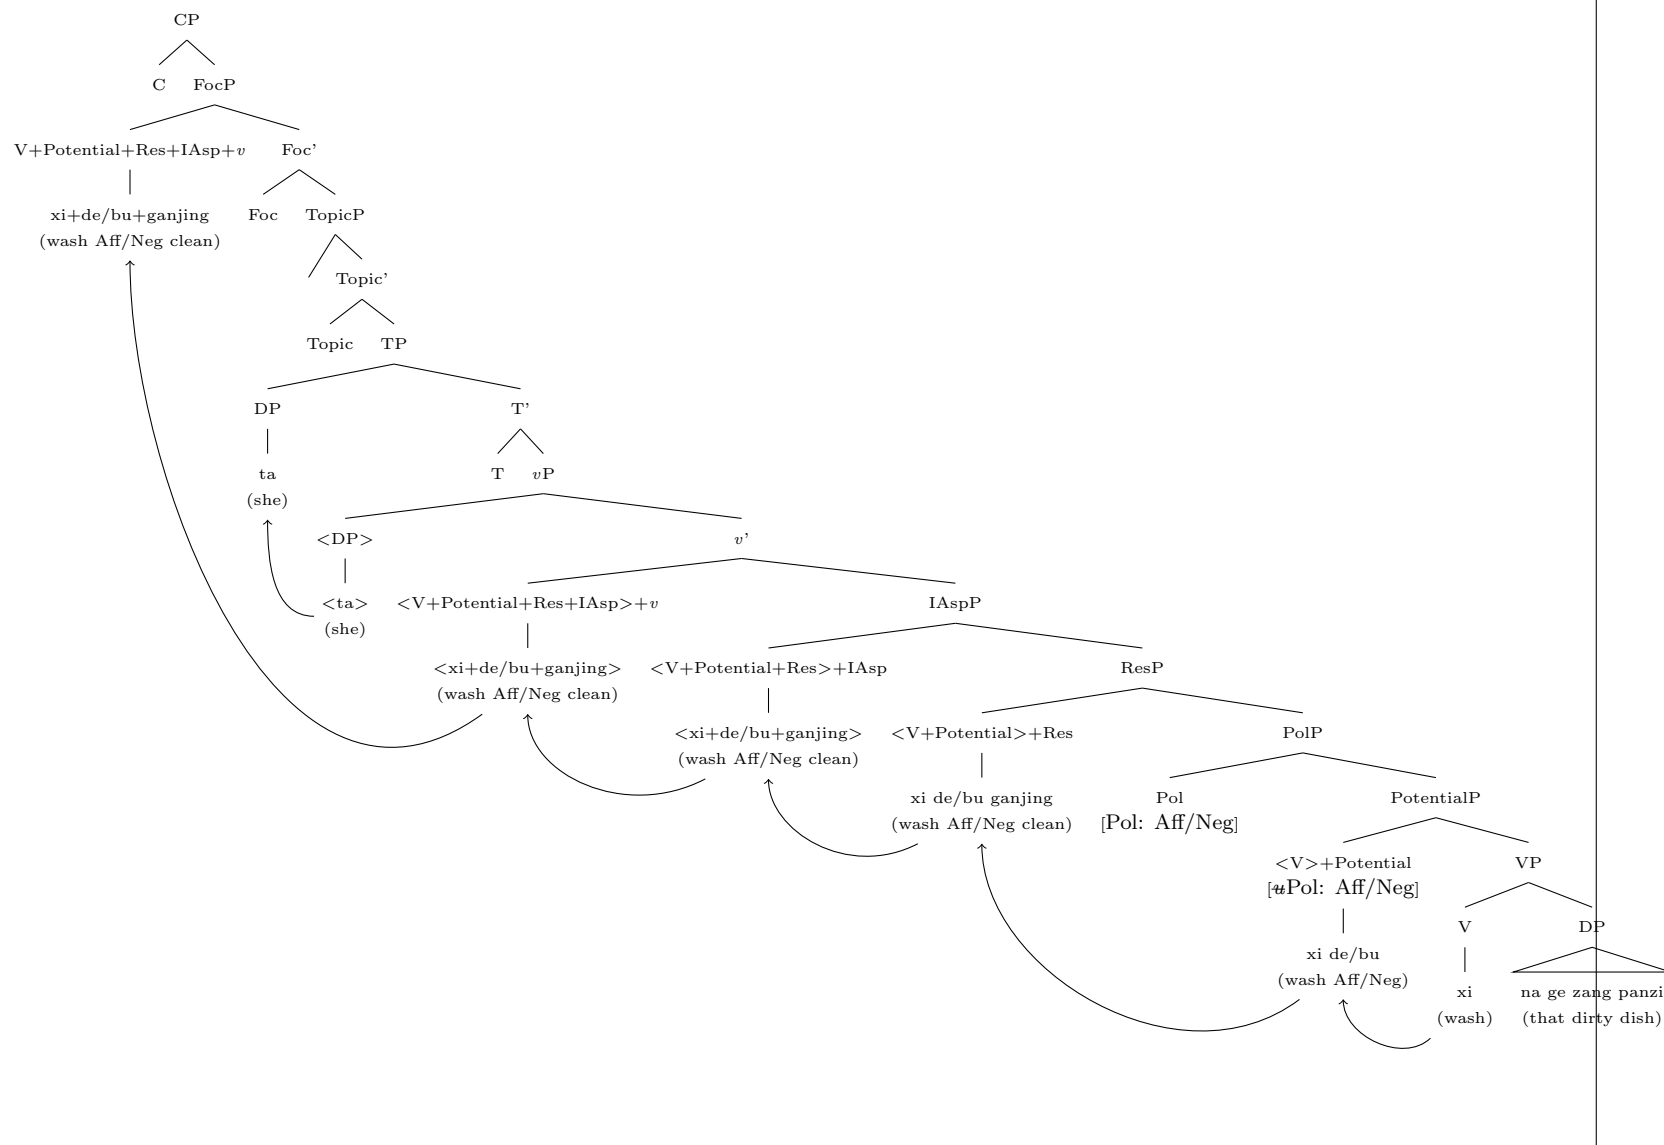 CP
C FocP
V+Potential+Res+IAsp+v Foc'
xi+de/bu+ganjing Foc TopicP
(wash Aff/Neg clean)
Topic'
Topic TP
DP T'
ta T vP
(she)
<DP> v'
<ta> <V+Potential+Res+IAsp>+v IAspP
(she)
<xi+de/bu+ganjing> <V+Potential+Res>+IAsp ResP
(wash Aff/Neg clean)
<xi+de/bu+ganjing> <V+Potential>+Res PolP
(wash Aff/Neg clean)
xi de/bu ganjing Pol PotentialP
(wash Aff/Neg clean) [Pol: Aff/Neg]
<V>+Potential VP
[uPol: Aff/Neg]
V DP
xi de/bu
(wash Aff/Neg)
xi na ge zang panzi
(wash) (that dirty dish)